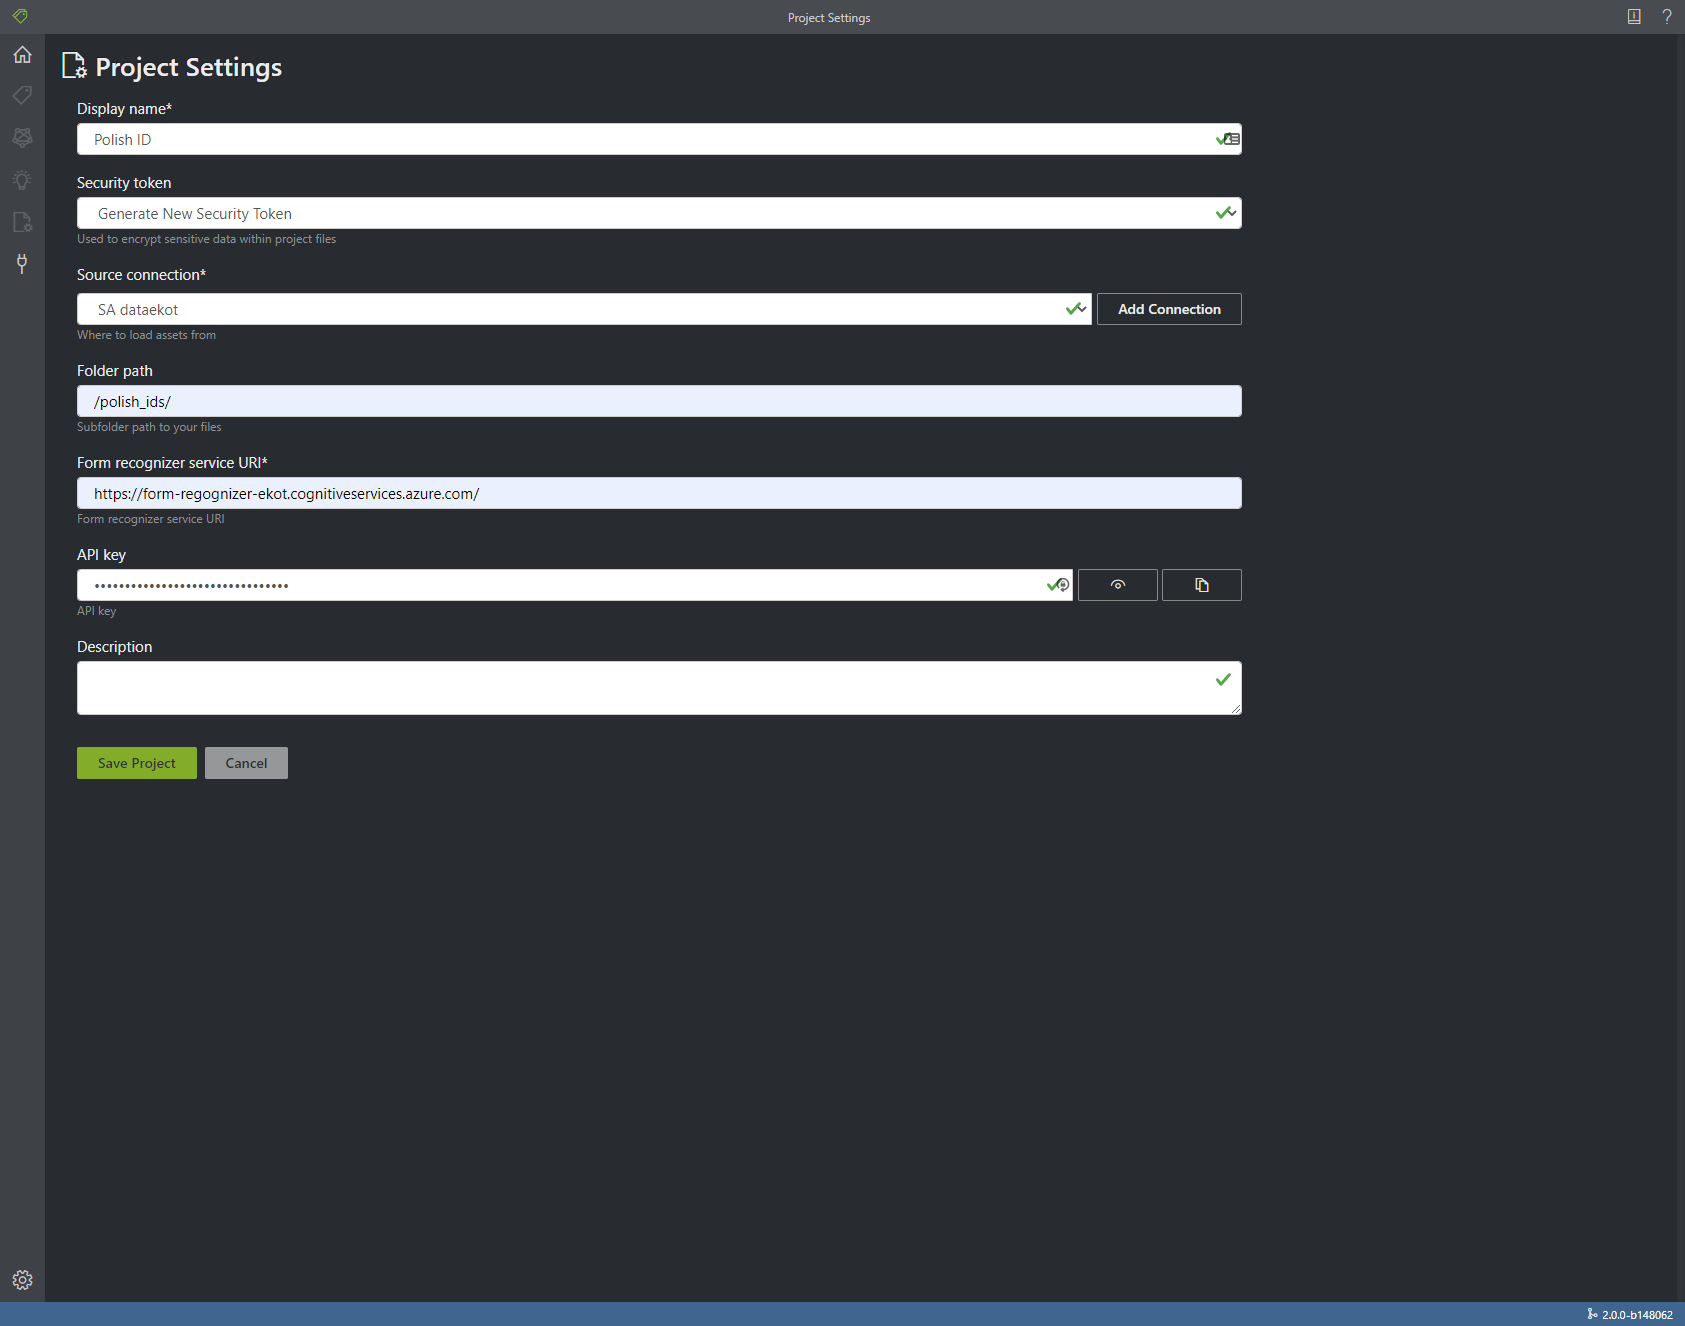 Project Settings
Project Settings
Display name*
Polish ID
Security token
Generate New Security Token
Used to encrypt sensitive data within project files
Source connection*
SA dataekot
Add Connection
Where to load assets from
Folder path
/polish_ids/
Subfolder path to your files
Form recognizer service URI*
https://form-regognizer-ekot.cognitiveservices.azure.com/
Form recognizer service URI
API key
••••••••••••••••••••••••••••••••
API key
Description
Save Project
Cancel
2.0.0-b148062